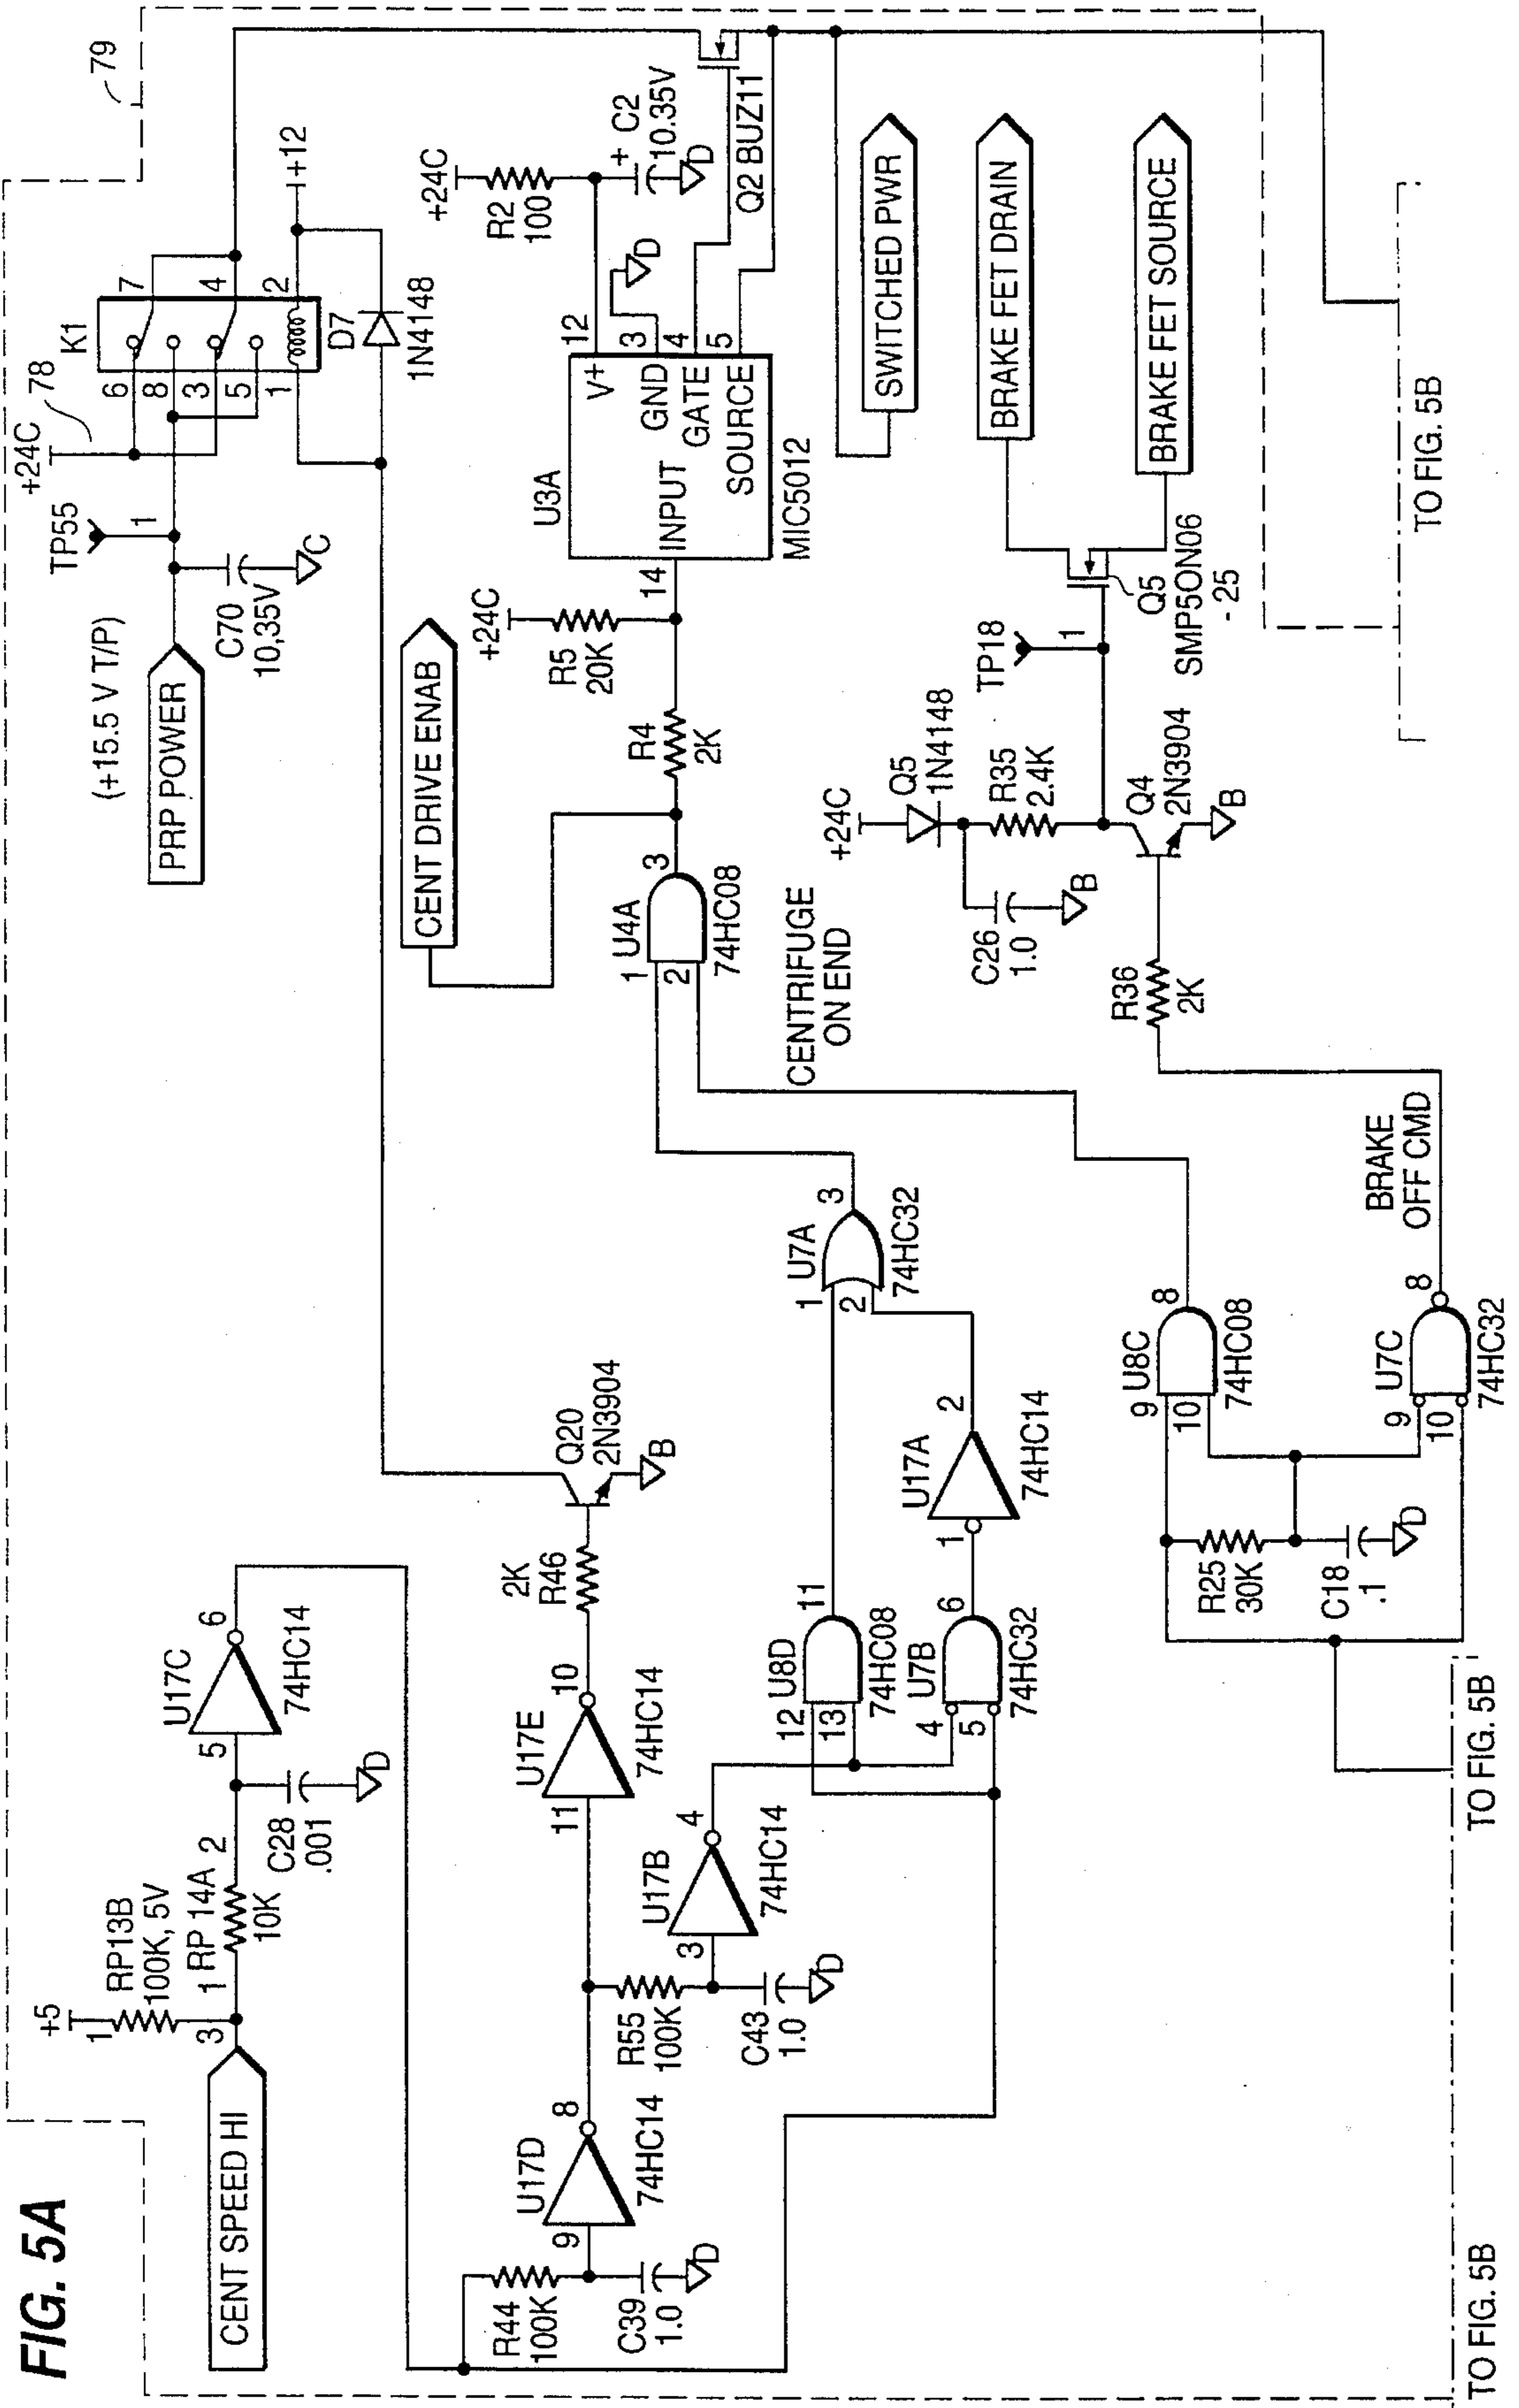 FIG. 5A
CENT SPEED HI
+5
1
3
RP13B
100K, 5V
1
RP 14A
2
10K
C28
.001
D
5
U17C
6
74HC14
R44
100K
C39
1.0
D
9
U17D
8
74HC14
R55
100K
C43
1.0
D
3
U17B
4
74HC14
11
U17E
10
74HC14
2K
R46
Q20
2N3904
B
12
13
U8D
11
74HC08
4
5
U7B
6
74HC32
1
U17A
2
74HC14
1
2
U7A
3
74HC32
R25
30K
C18
.1
D
9
10
U8C
8
74HC08
9
10
U7C
8
74HC32
BRAKE
OFF CMD
CENTRIFUGE
ON END
1
2
U4A
3
74HC08
CENT DRIVE ENAB
R4
2K
+24C
R5
20K
14
U3A
INPUT
V+
GND
GATE
SOURCE
12
3
4
5
MIC5012
D
+24C
R2
100
+
C2
10.35V
D
Q2 BUZ11
PRP POWER
(+15.5 V T/P)
C70
10,35V
C
TP55
1
+24C
78
K1
6
8
3
5
1
7
4
2
+12
D7
1N4148
79
R36
2K
C26
1.0
B
+24C
Q5
1N4148
R35
2.4K
Q4
2N3904
B
TP18
1
Q5
SMP5ON06
-25
SWITCHED PWR
BRAKE FET DRAIN
BRAKE FET SOURCE
TO FIG. 5B
TO FIG. 5B
TO FIG. 5B